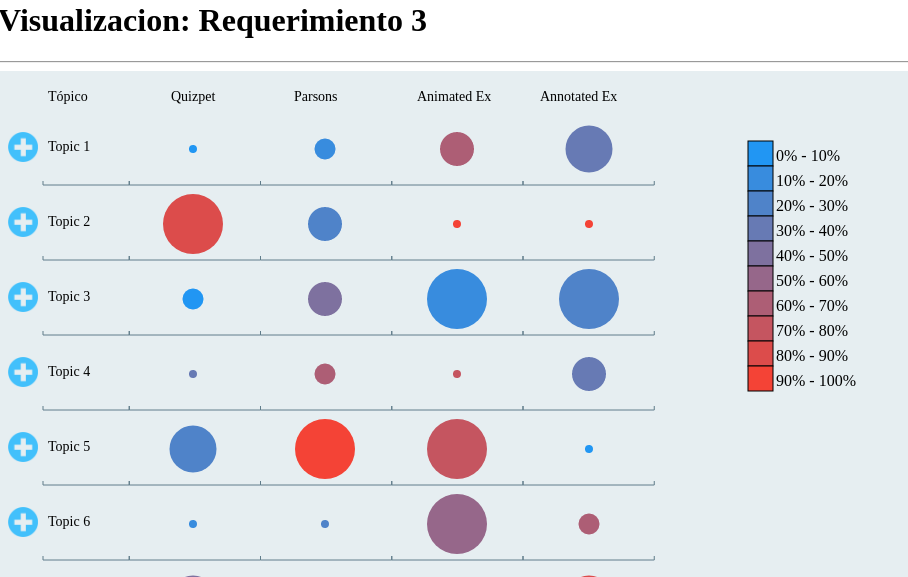 Visualizacion: Requerimiento 3
Tópico Quizpet Parsons Animated Ex Annotated Ex
Topic 1
Topic 2
Topic 3
Topic 4
Topic 5
Topic 6
0% - 10%
10% - 20%
20% - 30%
30% - 40%
40% - 50%
50% - 60%
60% - 70%
70% - 80%
80% - 90%
90% - 100%